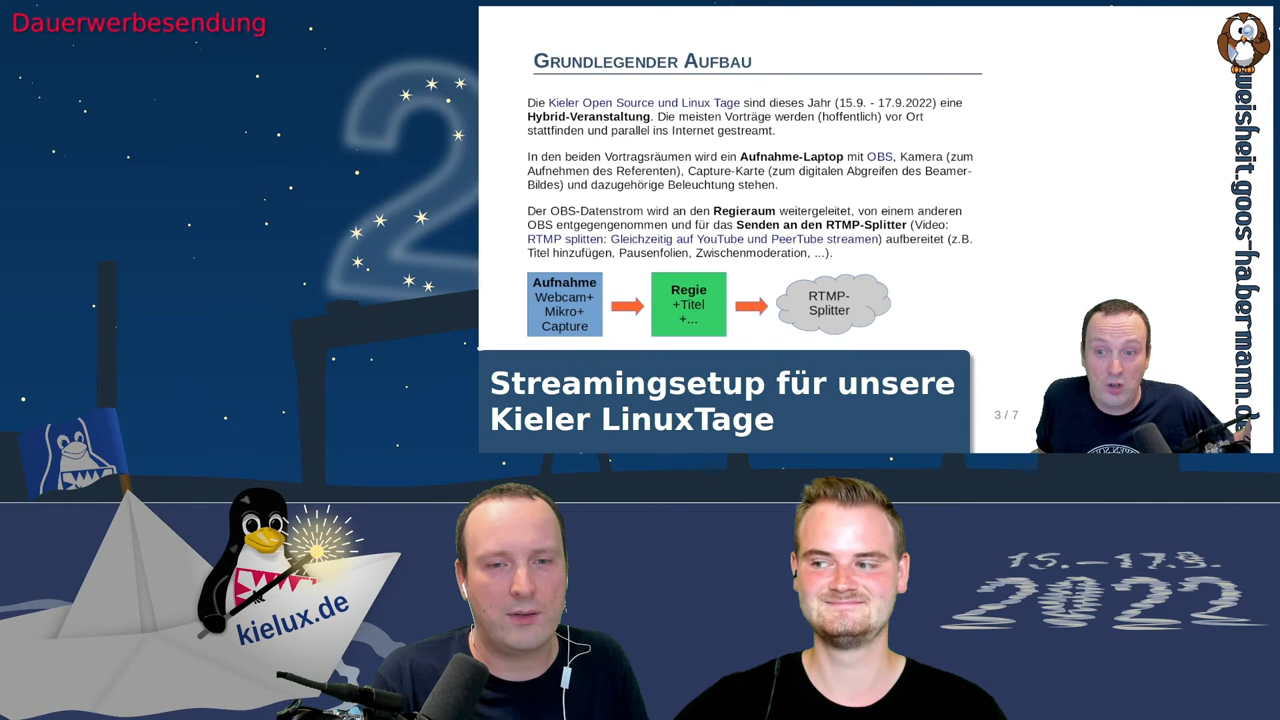 Dauerwerbesendung
Grundlegender Aufbau
Die Kieler Open Source und Linux Tage sind dieses Jahr (15.9. - 17.9.2022) eine
Hybrid-Veranstaltung. Die meisten Vorträge werden (hoffentlich) vor Ort
stattfinden und parallel ins Internet gestreamt.
In den beiden Vortragsräumen wird ein Aufnahme-Laptop mit OBS, Kamera (zum
Aufnehmen des Referenten), Capture-Karte (zum digitalen Abgreifen des Beamer-
Bildes) und dazugehörige Beleuchtung stehen.
Der OBS-Datenstrom wird an den Regieraum weitergeleitet, von einem anderen
OBS entgegengenommen und für das Senden an den RTMP-Splitter (Video:
RTMP splitten: Gleichzeitig auf YouTube und PeerTube streamen) aufbereitet (z.B.
Titel hinzufügen, Pausenfolien, Zwischenmoderation, ...).
Aufnahme
Webcam+
Mikro+
Capture
Regie
+Titel
+...
RTMP-
Splitter
3 / 7
weisheit.goos-habermann.de
Streamingsetup für unsere
Kieler LinuxTage
2
kielux.de
15.–17.9.
2022